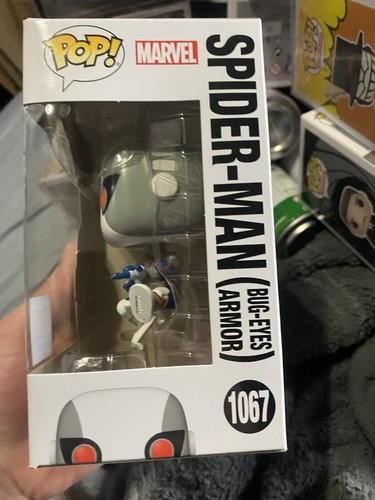 POP!
MARVEL
SPIDER-MAN
(BUG-EYES
ARMOR)
1067